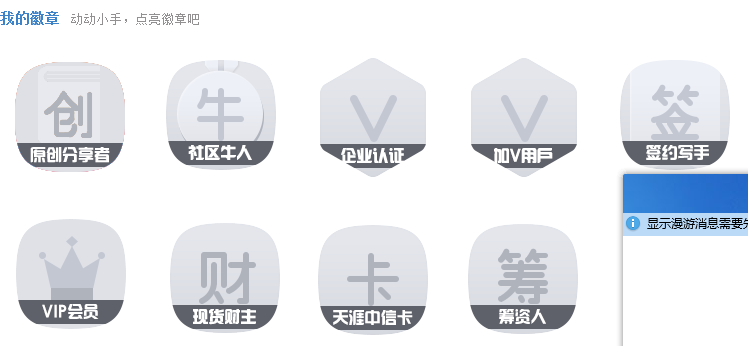 我的徽章 动动小手，点亮徽章吧
创 牛 V V 签
原创分享者 社区牛人 企业认证 加V用户 签约写手
显示漫游消息需要
财 卡 筹
VIP会员 现货财主 天涯中信卡 筹资人